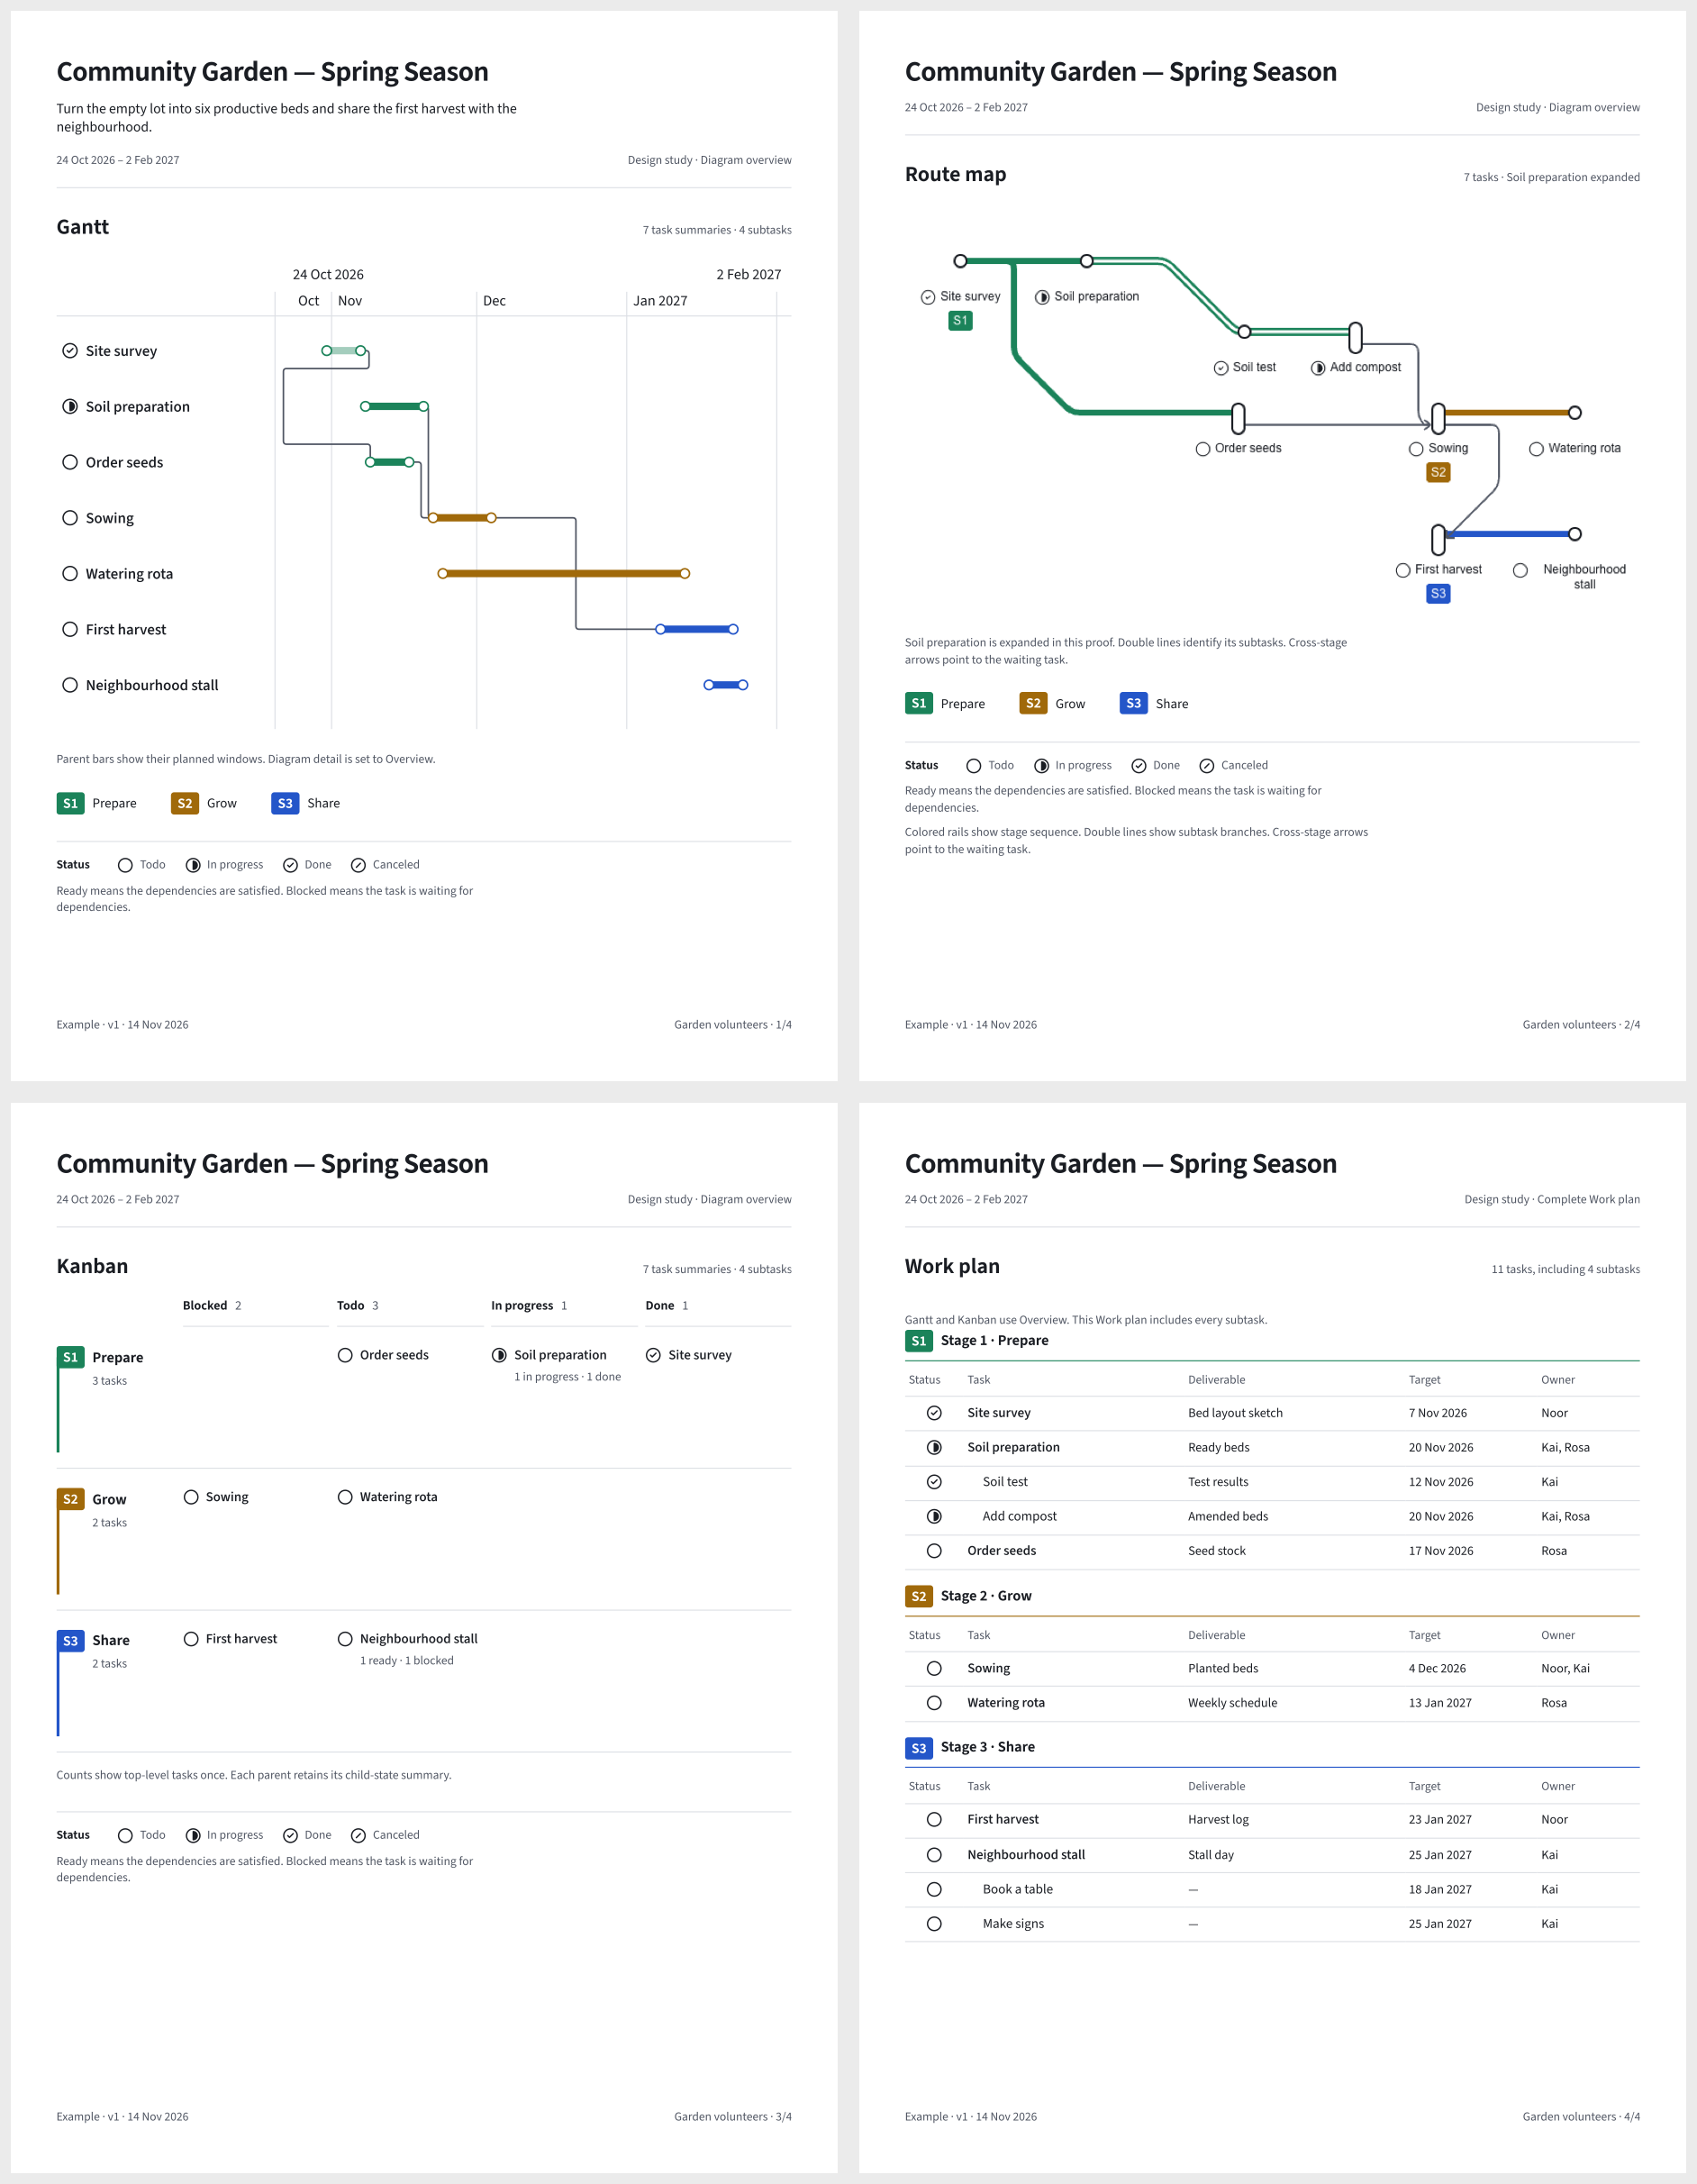 Community Garden — Spring Season
Turn the empty lot into six productive beds and share the first harvest with the
neighbourhood.
24 Oct 2026 – 2 Feb 2027
Design study · Diagram overview
Gantt
7 task summaries · 4 subtasks
24 Oct 2026
2 Feb 2027
Oct
Nov
Dec
Jan 2027
Site survey
Soil preparation
Order seeds
Sowing
Watering rota
First harvest
Neighbourhood stall
Parent bars show their planned windows. Diagram detail is set to Overview.
S1 Prepare S2 Grow S3 Share
Status Todo In progress Done Canceled
Ready means the dependencies are satisfied. Blocked means the task is waiting for
dependencies.
Example · v1 · 14 Nov 2026
Garden volunteers · 1/4
Community Garden — Spring Season
24 Oct 2026 – 2 Feb 2027
Design study · Diagram overview
Route map
7 tasks · Soil preparation expanded
Site survey
Soil preparation
S1
Soil test
Add compost
Order seeds
Sowing
Watering rota
S2
First harvest
Neighbourhood
stall
S3
Soil preparation is expanded in this proof. Double lines identify its subtasks. Cross-stage
arrows point to the waiting task.
S1 Prepare S2 Grow S3 Share
Status Todo In progress Done Canceled
Ready means the dependencies are satisfied. Blocked means the task is waiting for
dependencies.
Colored rails show stage sequence. Double lines show subtask branches. Cross-stage arrows
point to the waiting task.
Example · v1 · 14 Nov 2026
Garden volunteers · 2/4
Community Garden — Spring Season
24 Oct 2026 – 2 Feb 2027
Design study · Diagram overview
Kanban
7 task summaries · 4 subtasks
Blocked 2
Todo 3
In progress 1
Done 1
S1 Prepare
3 tasks
Order seeds
Soil preparation
1 in progress · 1 done
Site survey
S2 Grow
2 tasks
Sowing
Watering rota
S3 Share
2 tasks
First harvest
Neighbourhood stall
1 ready · 1 blocked
Counts show top-level tasks once. Each parent retains its child-state summary.
Status Todo In progress Done Canceled
Ready means the dependencies are satisfied. Blocked means the task is waiting for
dependencies.
Example · v1 · 14 Nov 2026
Garden volunteers · 3/4
Community Garden — Spring Season
24 Oct 2026 – 2 Feb 2027
Design study · Complete Work plan
Work plan
11 tasks, including 4 subtasks
Gantt and Kanban use Overview. This Work plan includes every subtask.
S1 Stage 1 · Prepare
Status Task Deliverable Target Owner
Site survey Bed layout sketch 7 Nov 2026 Noor
Soil preparation Ready beds 20 Nov 2026 Kai, Rosa
Soil test Test results 12 Nov 2026 Kai
Add compost Amended beds 20 Nov 2026 Kai, Rosa
Order seeds Seed stock 17 Nov 2026 Rosa
S2 Stage 2 · Grow
Status Task Deliverable Target Owner
Sowing Planted beds 4 Dec 2026 Noor, Kai
Watering rota Weekly schedule 13 Jan 2027 Rosa
S3 Stage 3 · Share
Status Task Deliverable Target Owner
First harvest Harvest log 23 Jan 2027 Noor
Neighbourhood stall Stall day 25 Jan 2027 Kai
Book a table — 18 Jan 2027 Kai
Make signs — 25 Jan 2027 Kai
Example · v1 · 14 Nov 2026
Garden volunteers · 4/4